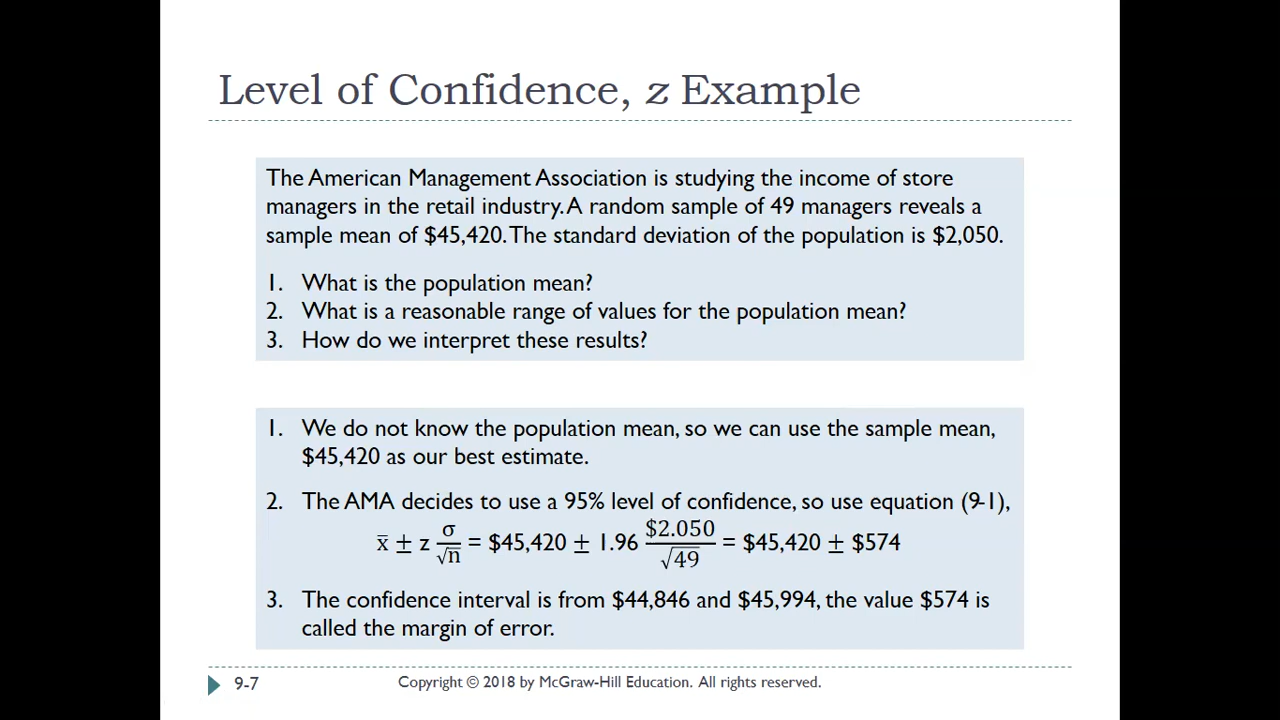 Level of Confidence, z Example
The American Management Association is studying the income of store
managers in the retail industry. A random sample of 49 managers reveals a
sample mean of $45,420. The standard deviation of the population is $2,050.
1. What is the population mean?
2. What is a reasonable range of values for the population mean?
3. How do we interpret these results?
1. We do not know the population mean, so we can use the sample mean,
$45,420 as our best estimate.
2. The AMA decides to use a 95% level of confidence, so use equation (9-1),
x̄ ± z σ/√n = $45,420 ± 1.96 $2.050/√49 = $45,420 ± $574
3. The confidence interval is from $44,846 and $45,994, the value $574 is
called the margin of error.
9-7 Copyright © 2018 by McGraw-Hill Education. All rights reserved.